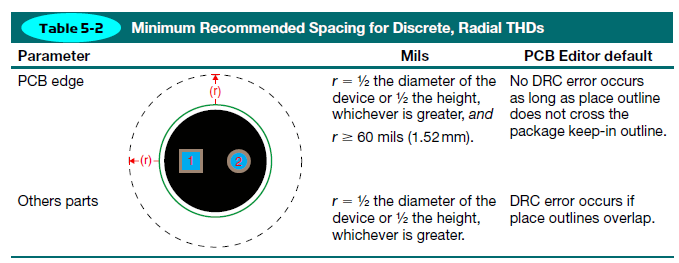 Table 5-2 Minimum Recommended Spacing for Discrete, Radial THDs
Parameter Mils PCB Editor default
PCB edge
(r)
(r)
1 2
r = ½ the diameter of the
device or ½ the height,
whichever is greater, and
r ≥ 60 mils (1.52 mm).
No DRC error occurs
as long as place outline
does not cross the
package keep-in outline.
Others parts
r = ½ the diameter of the
device or ½ the height,
whichever is greater.
DRC error occurs if
place outlines overlap.